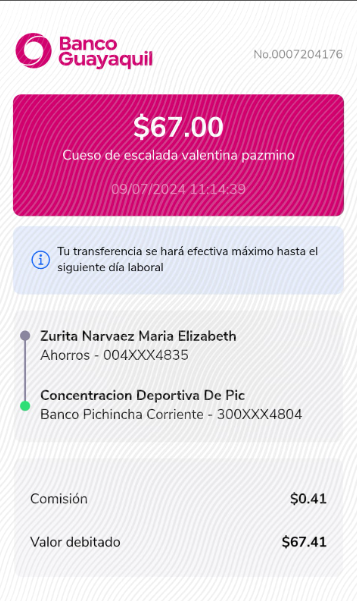 Banco
Guayaquil
No.0007204176
$67.00
Cueso de escalada valentina pazmino
09/07/2024 11:14:39
Tu transferencia se hará efectiva máximo hasta el
siguiente día laboral
Zurita Narvaez Maria Elizabeth
Ahorros - 004XXX4835
Concentracion Deportiva De Pic
Banco Pichincha Corriente - 300XXX4804
Comisión $0.41
Valor debitado $67.41